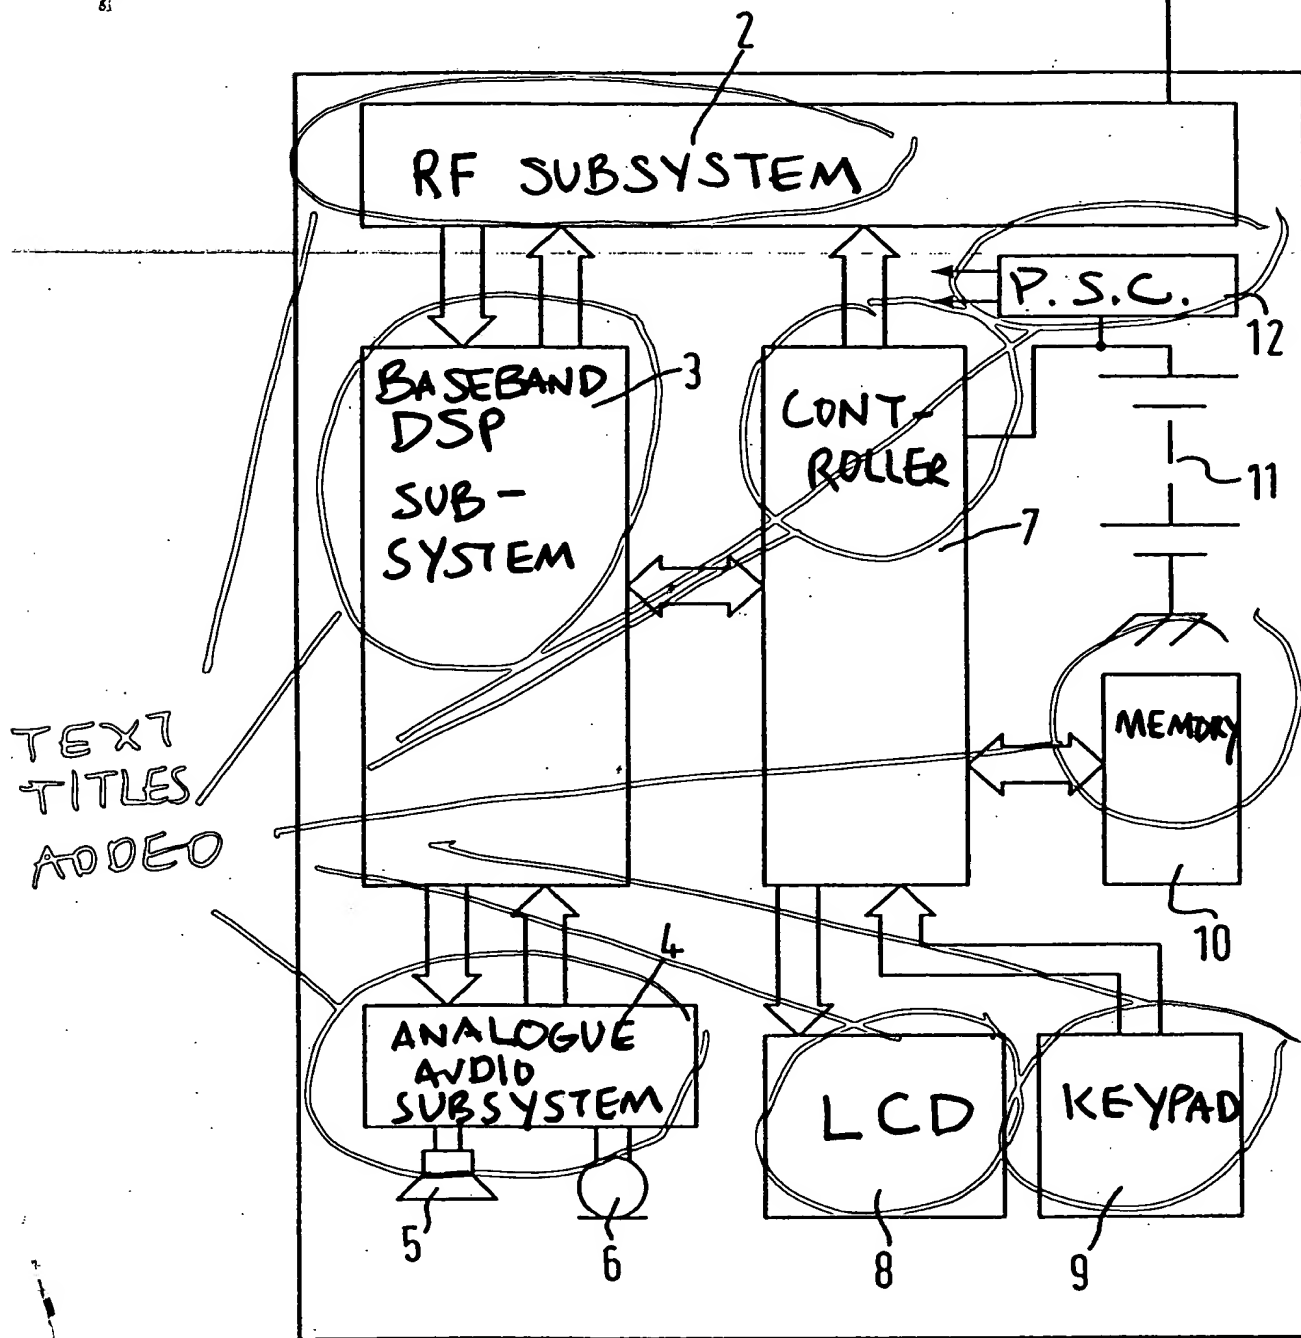 2
RF SUBSYSTEM
P.S.C.
12
BASEBAND
DSP
SUB-
SYSTEM
3
CONT-
ROLLER
11
7
MEMORY
TEXT
TITLES
ADDED
10
4
ANALOGUE
AUDIO
SUBSYSTEM
LCD
KEYPAD
5
6
8
9